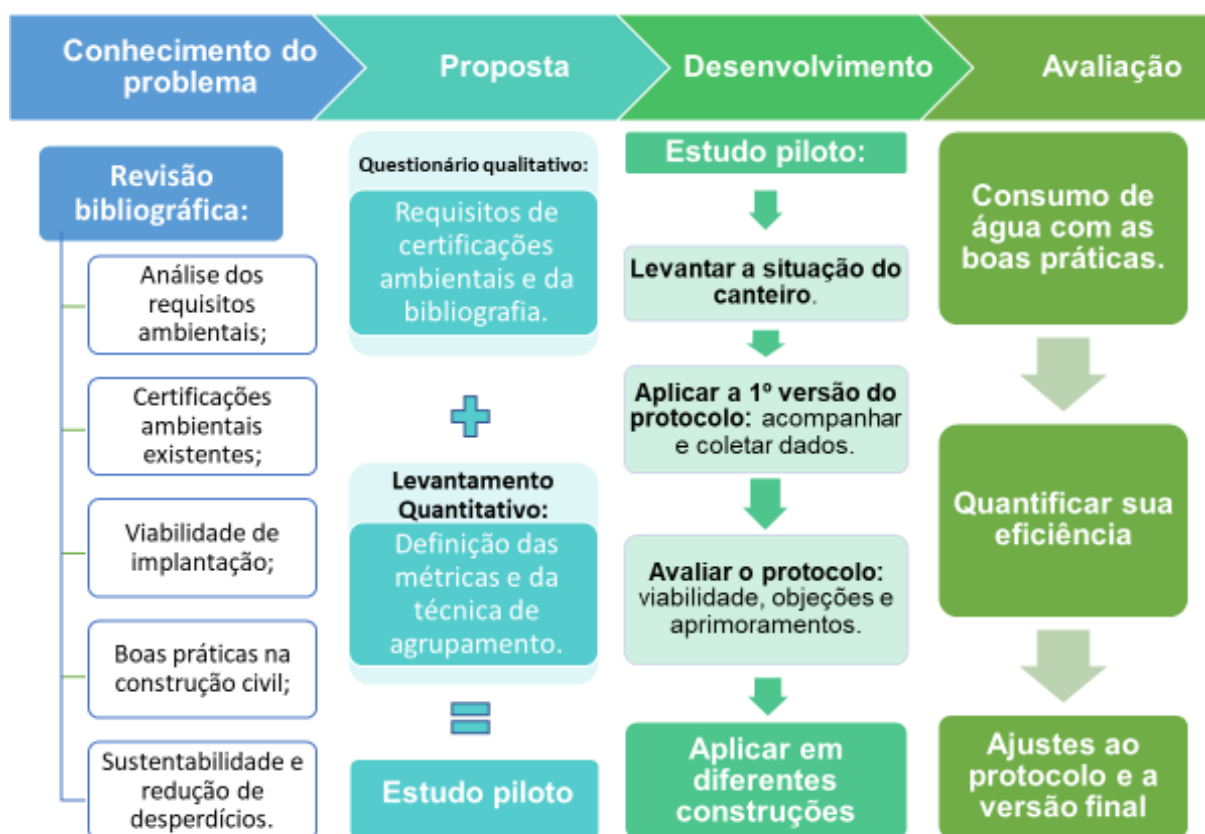 Conhecimento do
problema
Proposta
Desenvolvimento
Avaliação
Revisão
bibliográfica:
Análise dos
requisitos
ambientais;
Certificações
ambientais
existentes;
Viabilidade de
implantação;
Boas práticas na
construção civil;
Sustentabilidade e
redução de
desperdícios.
Questionário qualitativo:
Requisitos de
certificações
ambientais e da
bibliografia.
Levantamento
Quantitativo:
Definição das
métricas e da
técnica de
agrupamento.
Estudo piloto
Estudo piloto:
Levantar a situação do
canteiro.
Aplicar a 1º versão do
protocolo: acompanhar
e coletar dados.
Avaliar o protocolo:
viabilidade, objeções e
aprimoramentos.
Aplicar em
diferentes
construções
Consumo de
água com as
boas práticas.
Quantificar sua
eficiência
Ajustes ao
protocolo e a
versão final